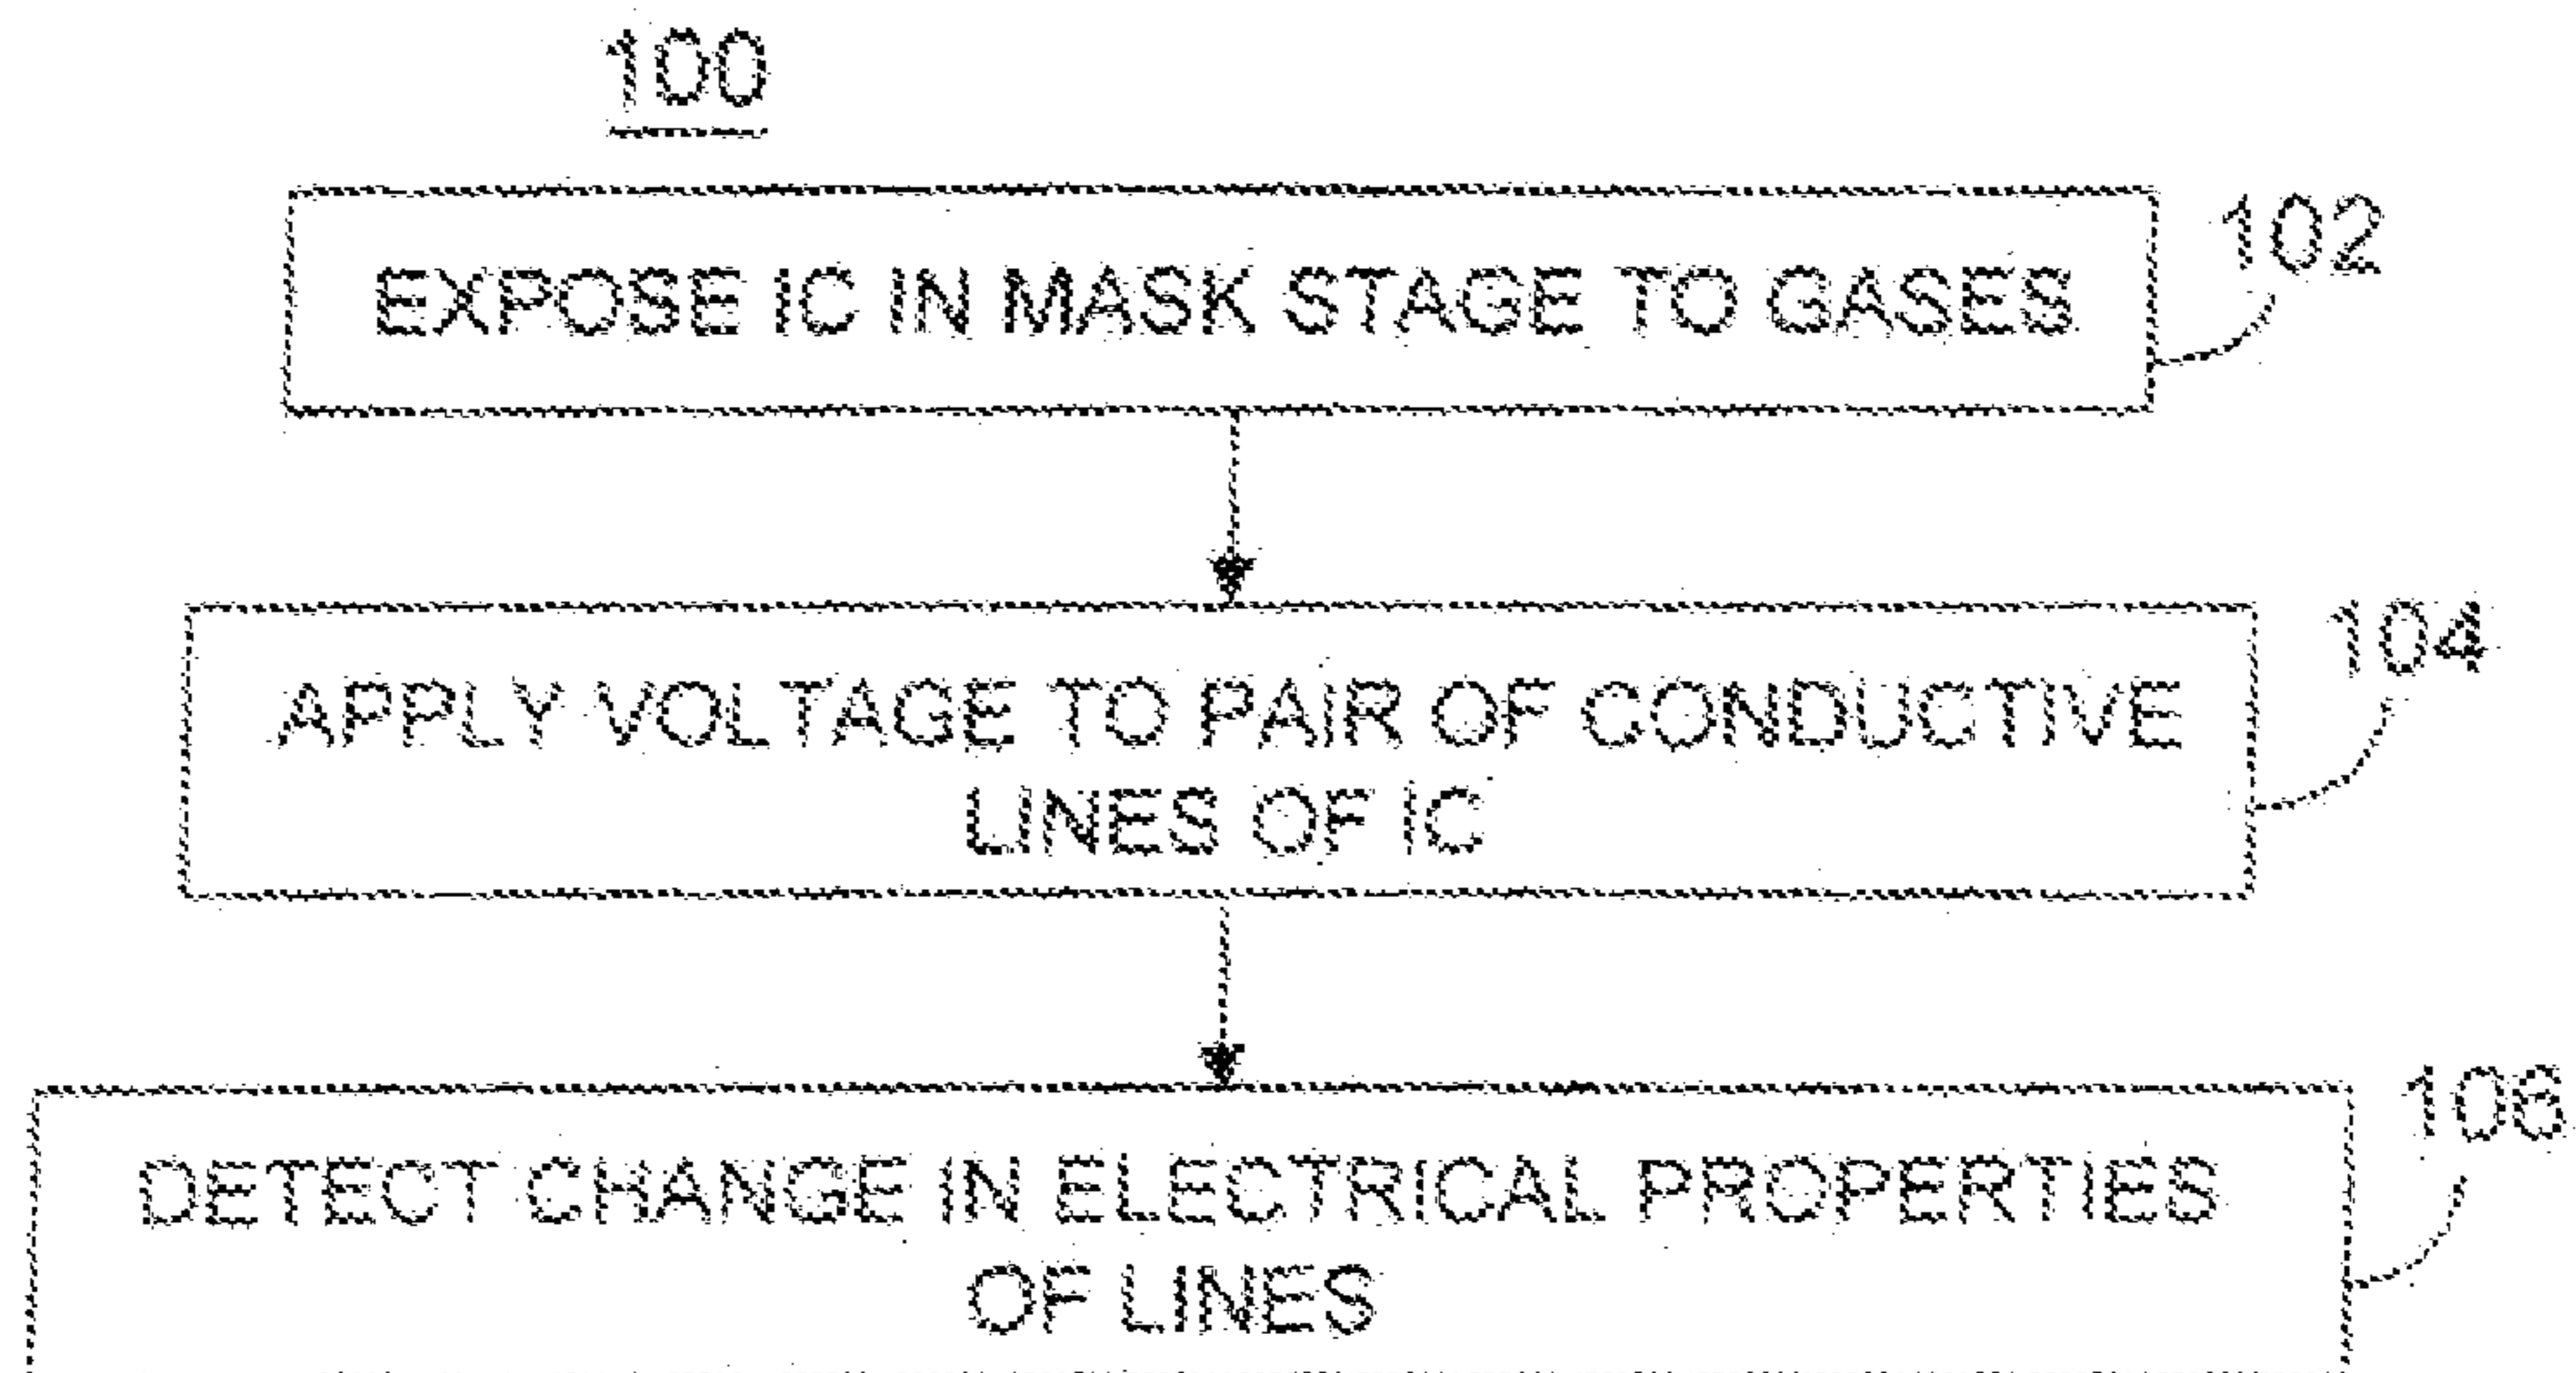 100
EXPOSE IC IN MASK STAGE TO GASES
102
APPLY VOLTAGE TO PAIR OF CONDUCTIVE
LINES OF IC
104
DETECT CHANGE IN ELECTRICAL PROPERTIES
OF LINES
106